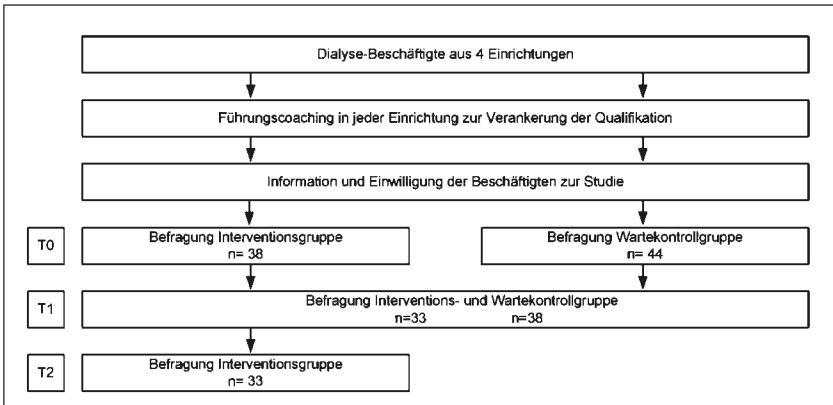 Dialyse-Beschäftigte aus 4 Einrichtungen
Führungscoaching in jeder Einrichtung zur Verankerung der Qualifikation
Information und Einwilligung der Beschäftigten zur Studie
T0
Befragung Interventionsgruppe
n= 38
Befragung Wartekontrollgruppe
n= 44
T1
Befragung Interventions- und Wartekontrollgruppe
n=33 n=38
T2
Befragung Interventionsgruppe
n= 33